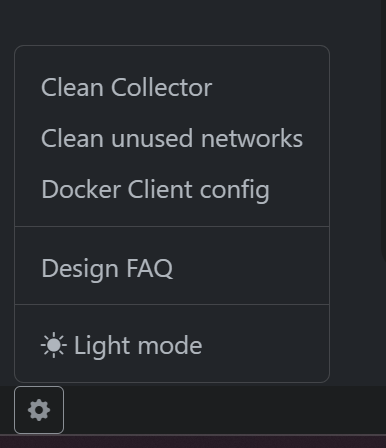 Clean Collector
Clean unused networks
Docker Client config
Design FAQ
Light mode